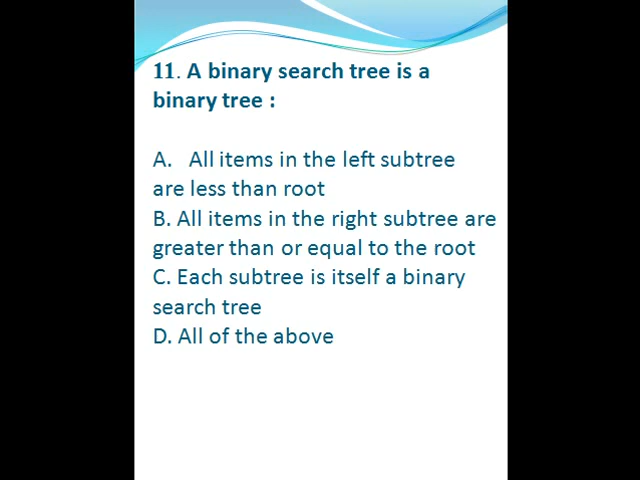 11. A binary search tree is a
binary tree :
A. All items in the left subtree
are less than root
B. All items in the right subtree are
greater than or equal to the root
C. Each subtree is itself a binary
search tree
D. All of the above